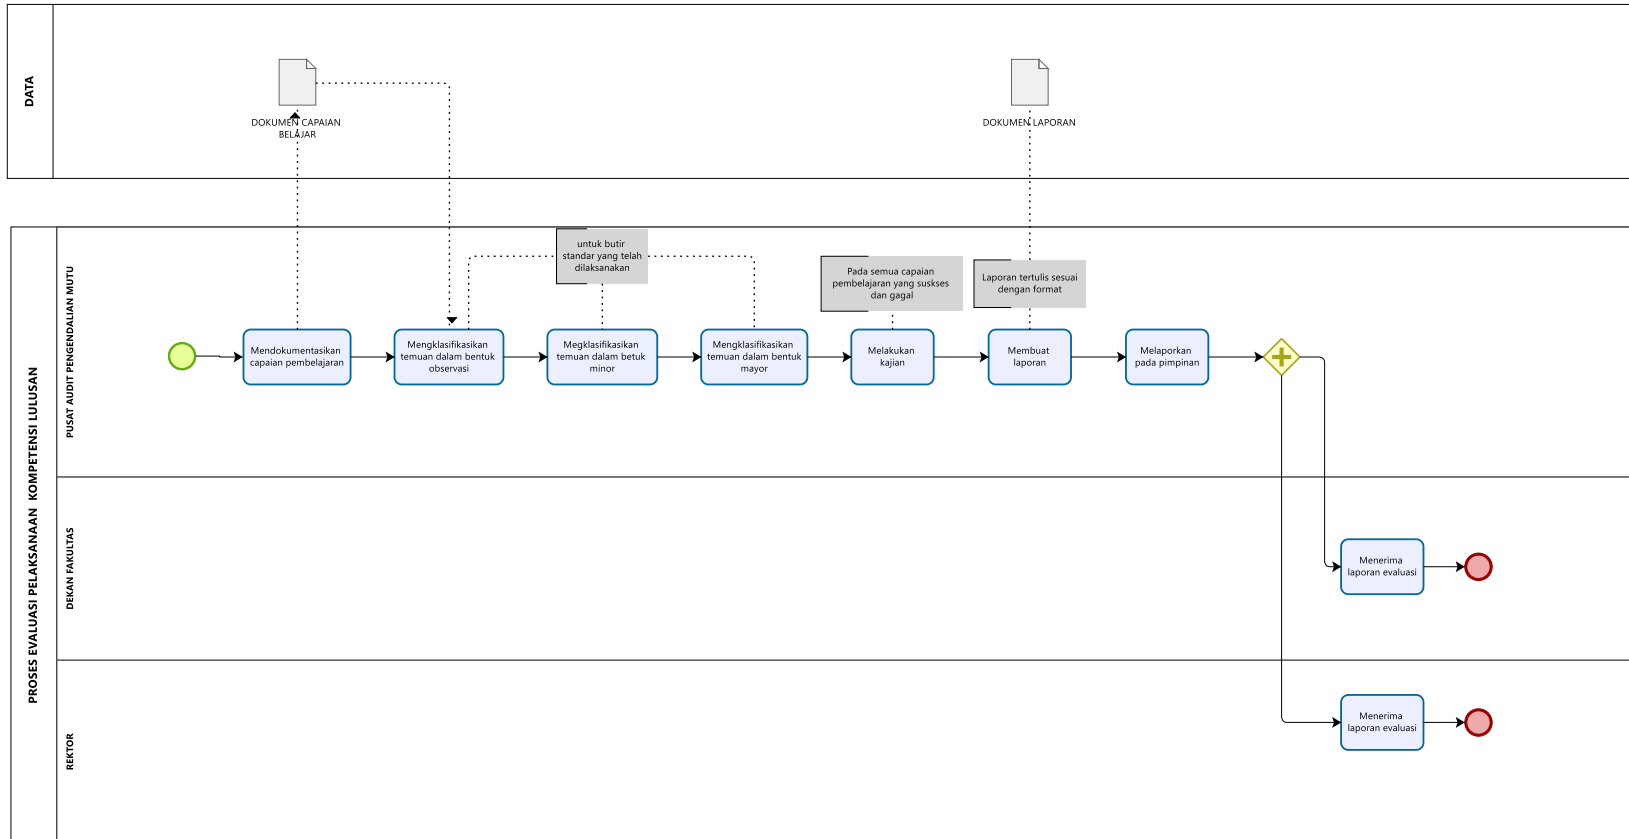 DATA
DOKUMEN CAPAIAN
BELAJAR
DOKUMEN LAPORAN
PROSES EVALUASI PELAKSANAAN KOMPETENSI LULUSAN
PUSAT AUDIT PENGENDALIAN MUTU
untuk butir
standar yang telah
dilaksanakan
Pada semua capaian
pembelajaran yang suskses
dan gagal
Laporan tertulis sesuai
dengan format
Mendokumentasikan
capaian pembelajaran
Mengklasifikasikan
temuan dalam bentuk
observasi
Megklasifikasikan
temuan dalam betuk
minor
Mengklasifikasikan
temuan dalam bentuk
mayor
Melakukan
kajian
Membuat
laporan
Melaporkan
pada pimpinan
DEKAN FAKULTAS
Menerima
laporan evaluasi
REKTOR
Menerima
laporan evaluasi